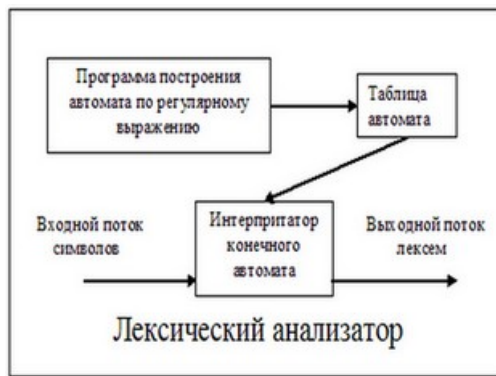 Программа построения
автомата по регулярному
выражению
Таблица
автомата
Входной поток
символов
Интерпритатор
конечного
автомата
Выходной поток
лексем
Лексический анализатор